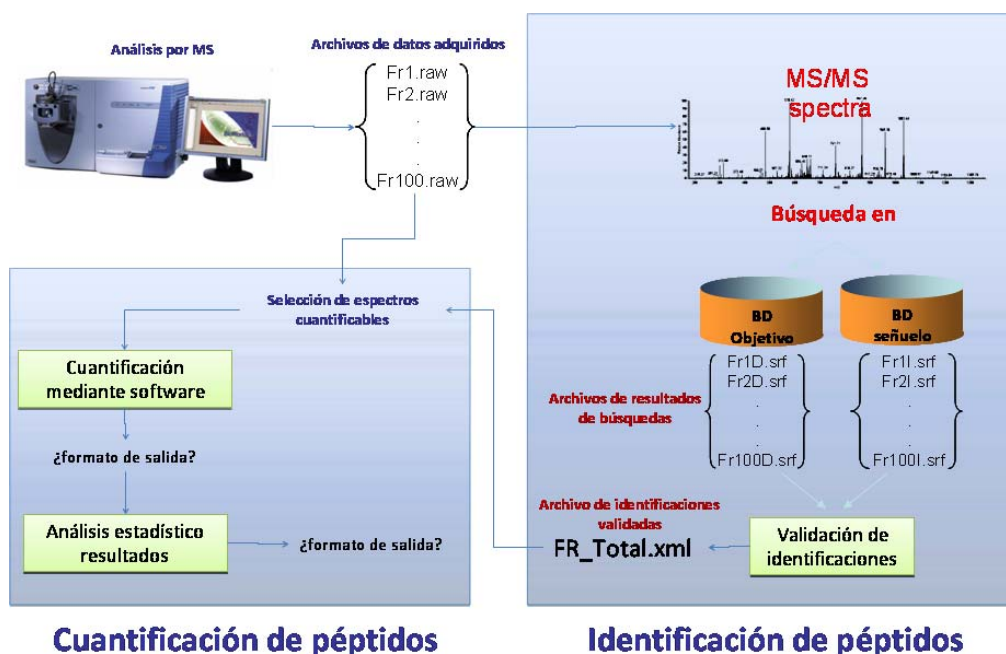 Análisis por MS
Archivos de datos adquiridos
Fr1.raw
Fr2.raw
.
.
.
Fr100.raw
MS/MS
spectra
Búsqueda en
BD
Objetivo
BD
señuelo
Fr1D.srf
Fr2D.srf
.
.
.
Fr100D.srf
Fr1I.srf
Fr2I.srf
.
.
.
Fr100I.srf
Archivos de resultados
de búsquedas
Validación de
identificaciones
Archivo de identificaciones
validadas
FR_Total.xml
Selección de espectros
cuantificables
Cuantificación
mediante software
¿formato de salida?
Análisis estadístico
resultados
¿formato de salida?
Cuantificación de péptidos
Identificación de péptidos